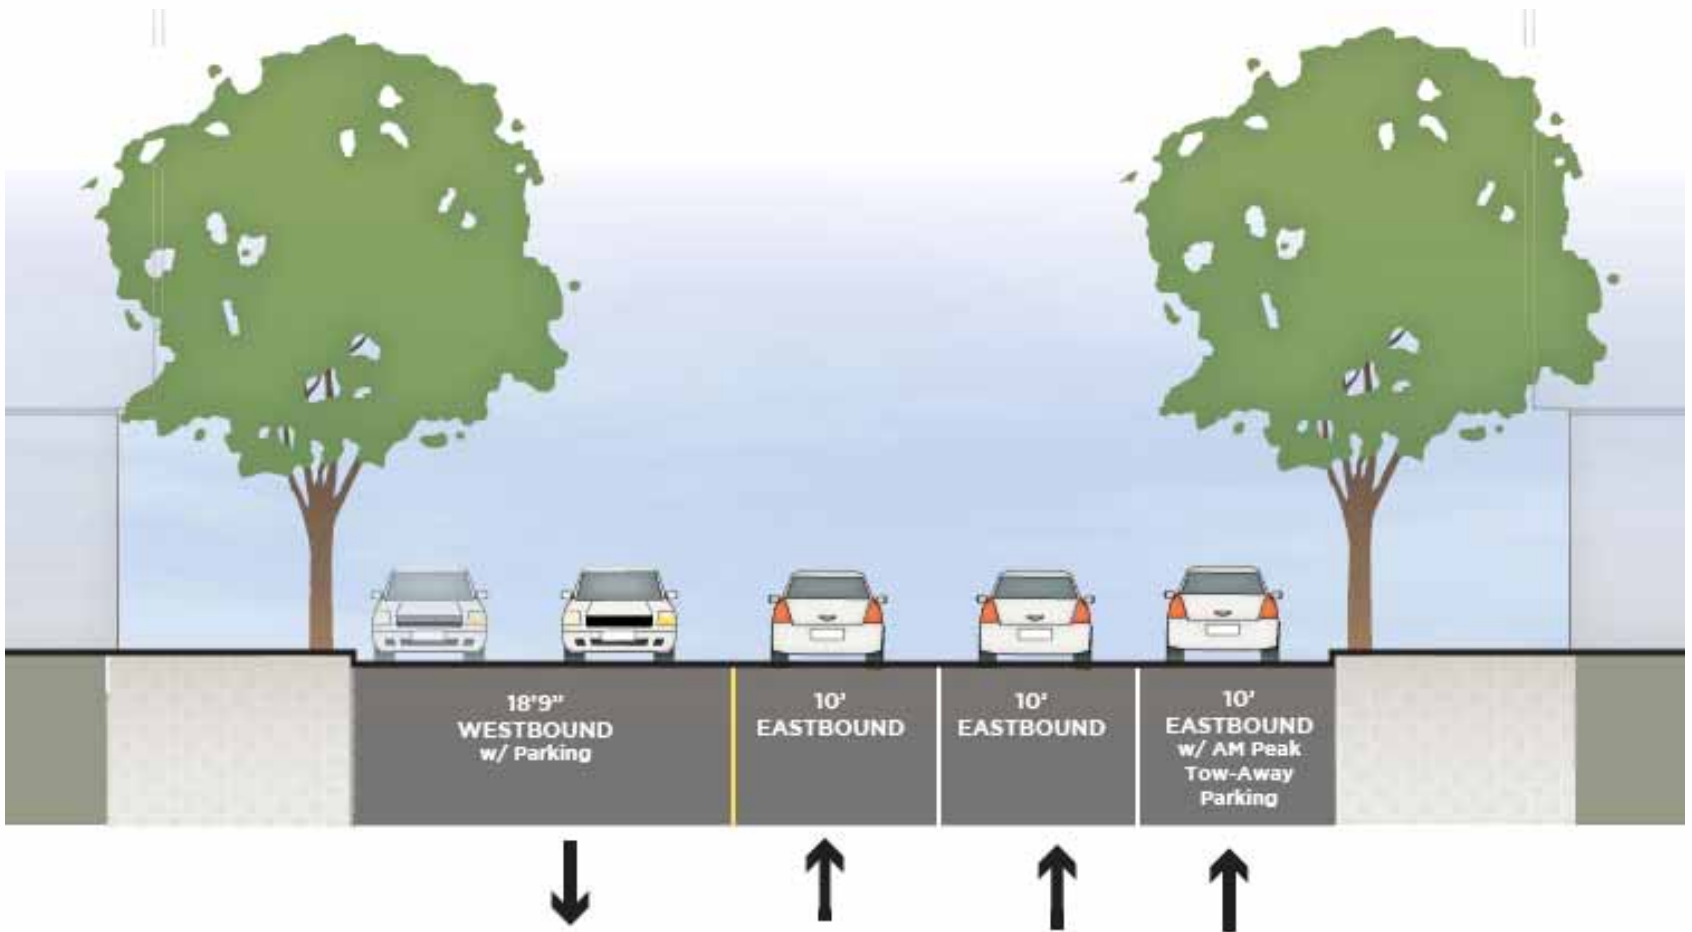 18'9"
WESTBOUND
w/ Parking
10'
EASTBOUND
10'
EASTBOUND
10'
EASTBOUND
w/ AM Peak
Tow-Away
Parking